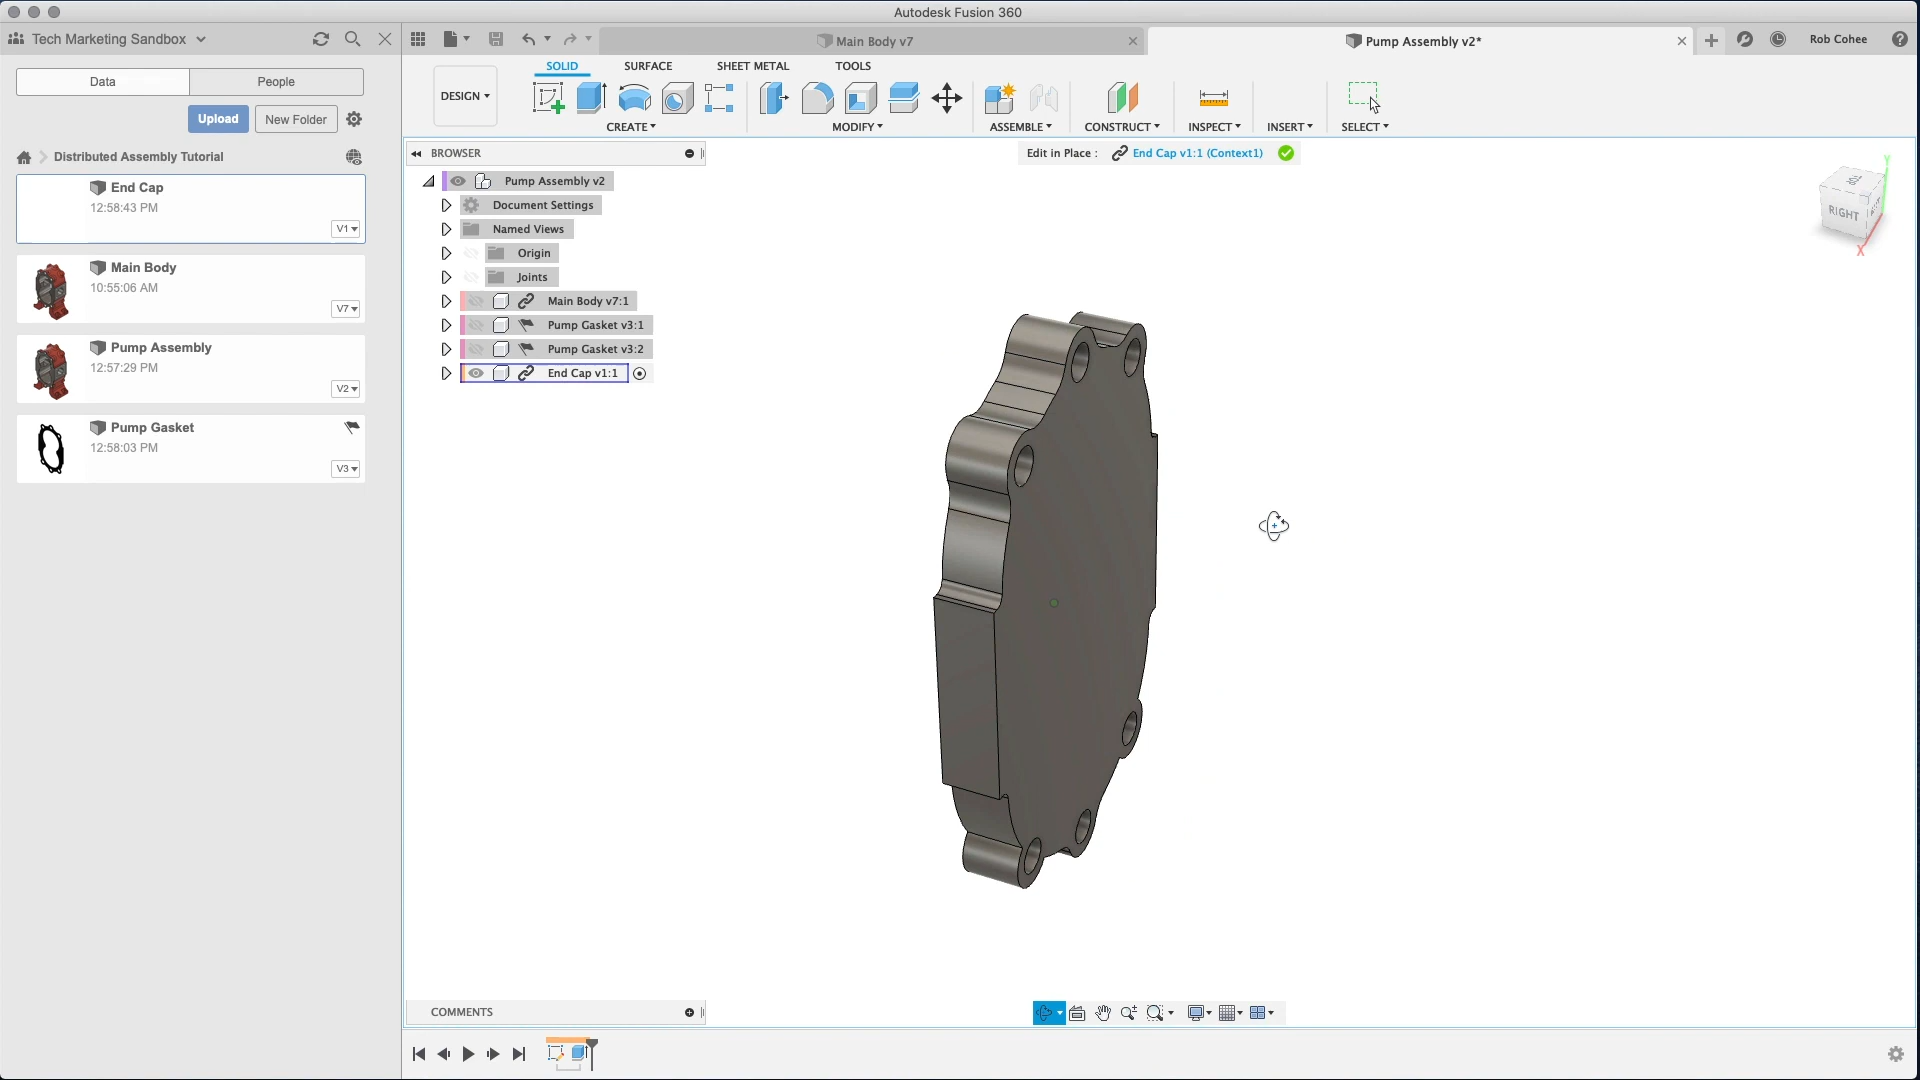 Autodesk Fusion 360
Tech Marketing Sandbox
Main Body v7
Pump Assembly v2*
Rob Cohee
Data
People
Upload
New Folder
Distributed Assembly Tutorial
End Cap
12:58:43 PM
V1
Main Body
10:55:06 AM
V7
Pump Assembly
12:57:29 PM
V2
Pump Gasket
12:58:03 PM
V3
DESIGN
SOLID
SURFACE
SHEET METAL
TOOLS
CREATE
MODIFY
ASSEMBLE
CONSTRUCT
INSPECT
INSERT
SELECT
BROWSER
Edit in Place :
End Cap v1:1 (Context1)
Pump Assembly v2
Document Settings
Named Views
Origin
Joints
Main Body v7:1
Pump Gasket v3:1
Pump Gasket v3:2
End Cap v1:1
Y
TOP
RIGHT
X
COMMENTS